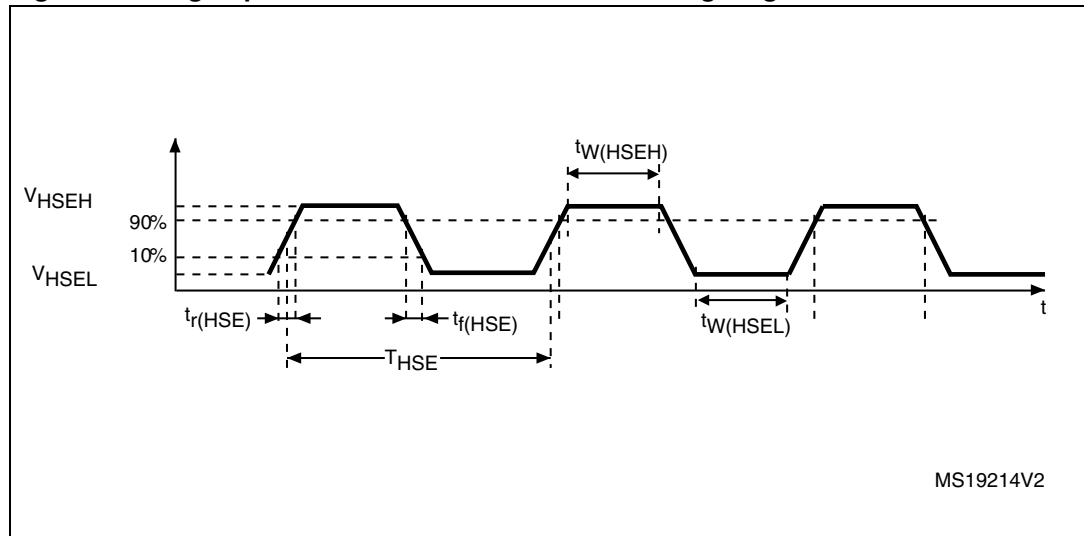 tW(HSEH)
VHSEH
90%
10%
VHSEL
tr(HSE)
tf(HSE)
tW(HSEL)
t
THSE
MS19214V2